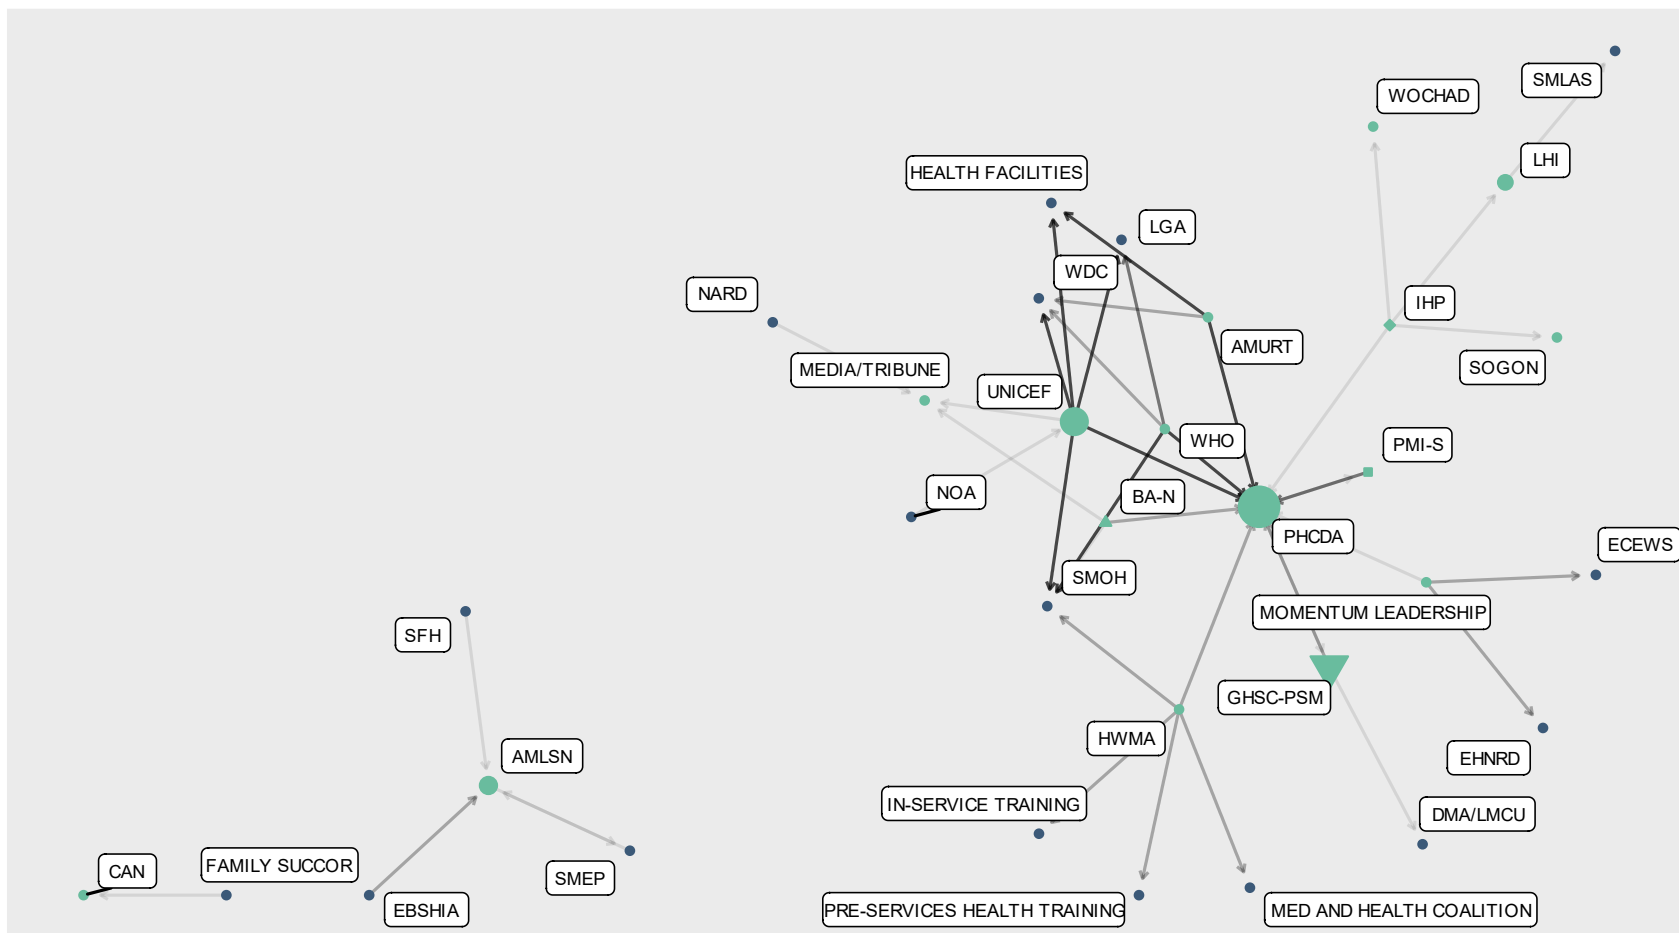 SMLAS
WOCHAD
LHI
HEALTH FACILITIES
LGA
WDC
NARD
IHP
AMURT
MEDIA/TRIBUNE
SOGON
UNICEF
WHO
PMI-S
NOA
BA-N
PHCDA
ECEWS
SMOH
MOMENTUM LEADERSHIP
SFH
GHSC-PSM
HWMA
AMLSN
EHNRD
IN-SERVICE TRAINING
DMA/LMCU
CAN
FAMILY SUCCOR
SMEP
EBSHIA
PRE-SERVICES HEALTH TRAINING
MED AND HEALTH COALITION